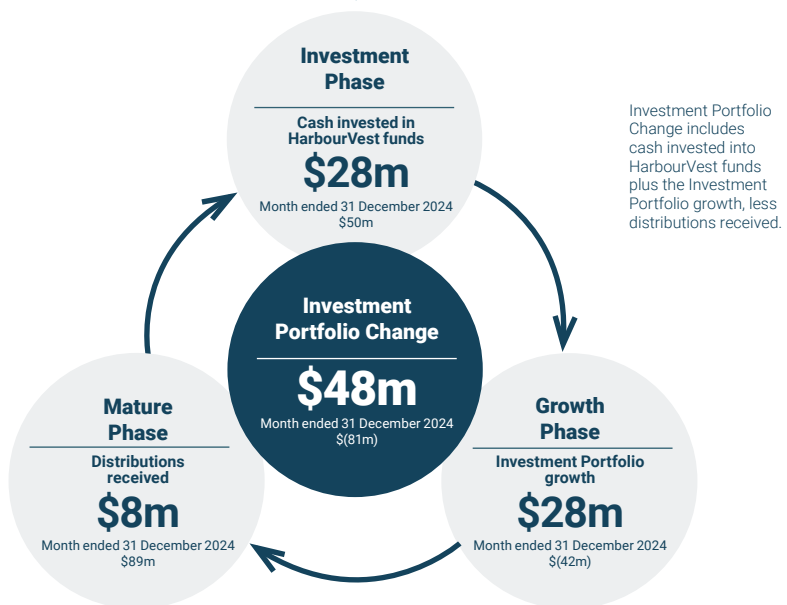 Investment
Phase
Cash invested in
HarbourVest funds
$28m
Month ended 31 December 2024
$50m
Investment Portfolio
Change includes
cash invested into
HarbourVest funds
plus the Investment
Portfolio growth, less
distributions received.
Investment
Portfolio Change
$48m
Month ended 31 December 2024
$(81m)
Mature
Phase
Distributions
received
$8m
Month ended 31 December 2024
$89m
Growth
Phase
Investment Portfolio
growth
$28m
Month ended 31 December 2024
$(42m)